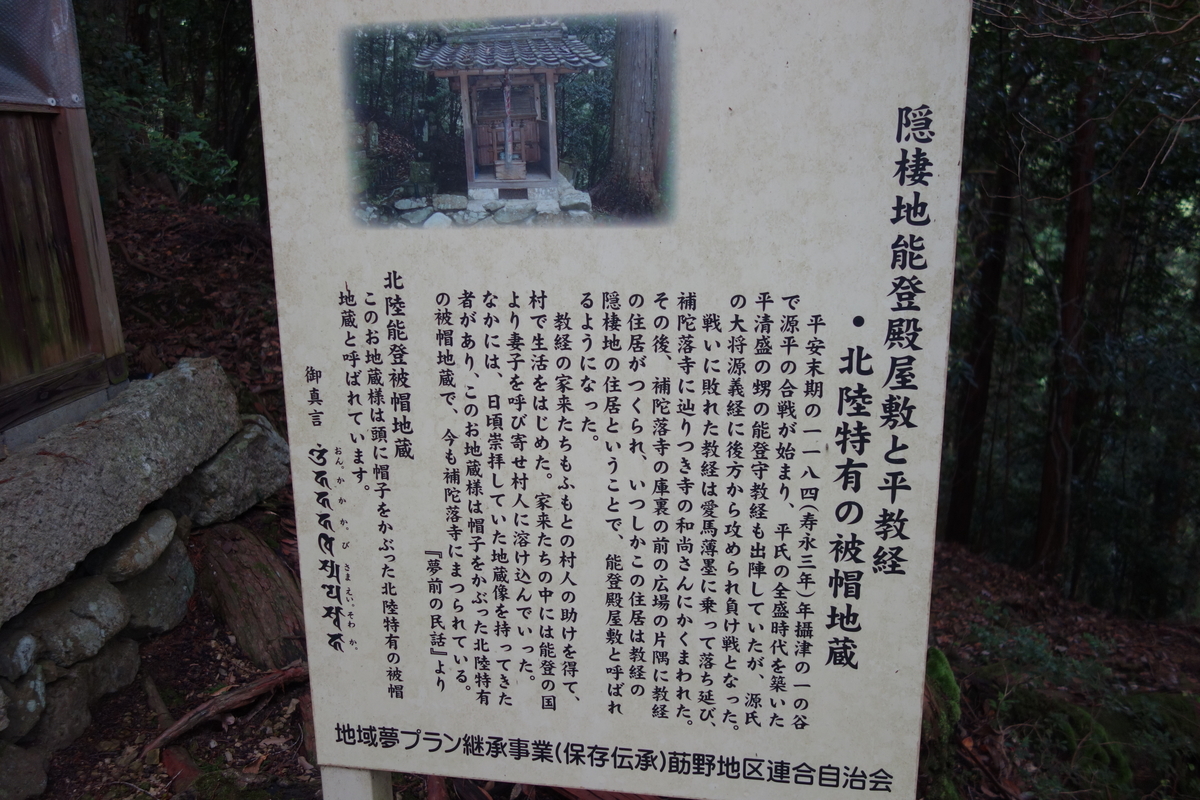 隠棲地能登殿屋敷と平教経
・北陸特有の被帽地蔵
平安末期の一一八四(寿永三年)年攝津の一の谷
で源平の合戦が始まり、平氏の全盛時代を築いた
平清盛の甥の能登守教経も出陣していたが、源氏
の大将源義経に後方から攻められ負け戦となった。
戦いに敗れた教経は愛馬薄墨に乗って落ち延び、
補陀落寺に辿りつき寺の和尚さんにかくまわれた。
その後、補陀落寺の庫裏の前の広場の片隅に教経
の住居がつくられ、いつしかこの住居は教経の
隠棲地の住居ということで、能登殿屋敷と呼ばれ
るようになった。
教経の家来たちもふもとの村人の助けを得て、
村で生活をはじめた。家来たちの中には能登の国
より妻子を呼び寄せ村人に溶け込んでいった。
なかには、日頃崇拝していた地蔵像を持ってきた
者があり、このお地蔵様は帽子をかぶった北陸特有
の被帽地蔵で、今も補陀落寺にまつられている。
『夢前の民話』より
北陸能登被帽地蔵
このお地蔵様は頭に帽子をかぶった北陸特有の被帽
地蔵と呼ばれています。
御真言
おん。か か か。び さまえい。そわ か。
地域夢プラン継承事業(保存伝承)莇野地区連合自治会